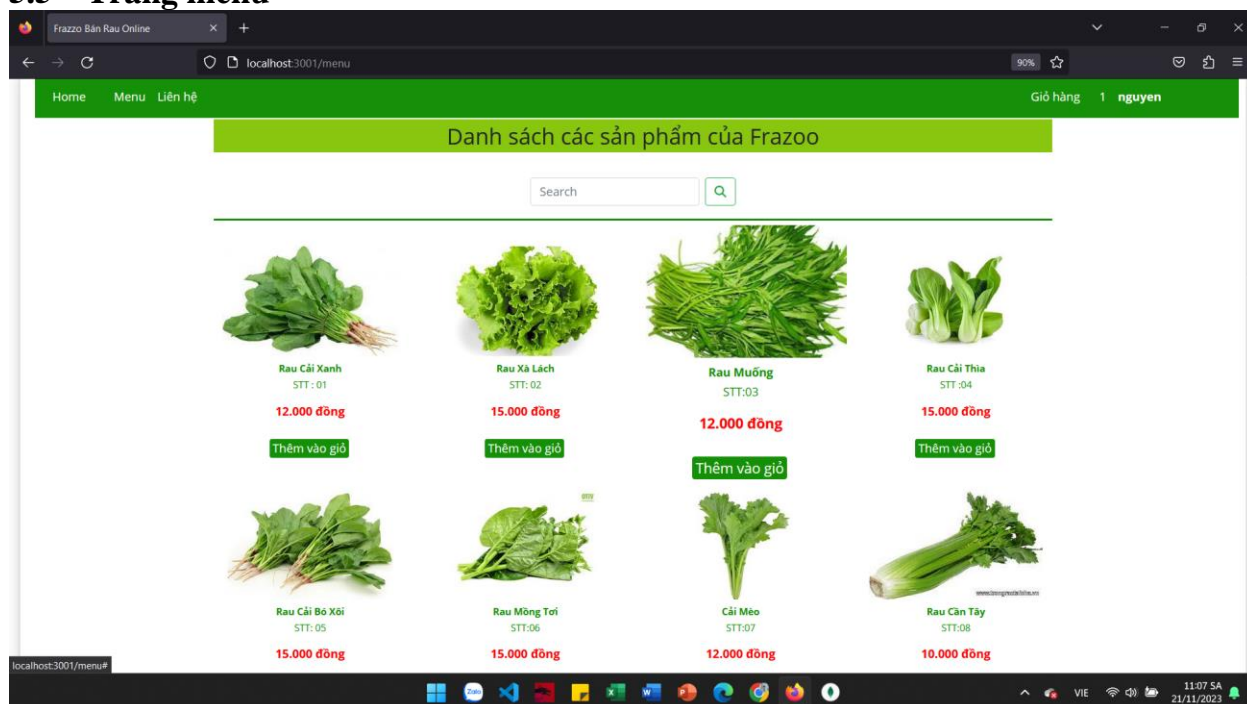 Frazzo Bán Rau Online
localhost:3001/menu
90%
Home Menu Liên hệ Giỏ hàng 1 nguyen
Danh sách các sản phẩm của Frazoo
Search
Rau Cải Xanh
STT : 01
12.000 đồng
Thêm vào giỏ
Rau Xà Lách
STT: 02
15.000 đồng
Thêm vào giỏ
Rau Muống
STT:03
12.000 đồng
Thêm vào giỏ
Rau Cải Thìa
STT :04
15.000 đồng
Thêm vào giỏ
Rau Cải Bó Xôi
STT: 05
15.000 đồng
Rau Mồng Tơi
STT:06
15.000 đồng
Cải Mèo
STT:07
12.000 đồng
Rau Cần Tây
STT:08
10.000 đồng
localhost:3001/menu#
Zalo
VIE
11:07 SA
21/11/2023